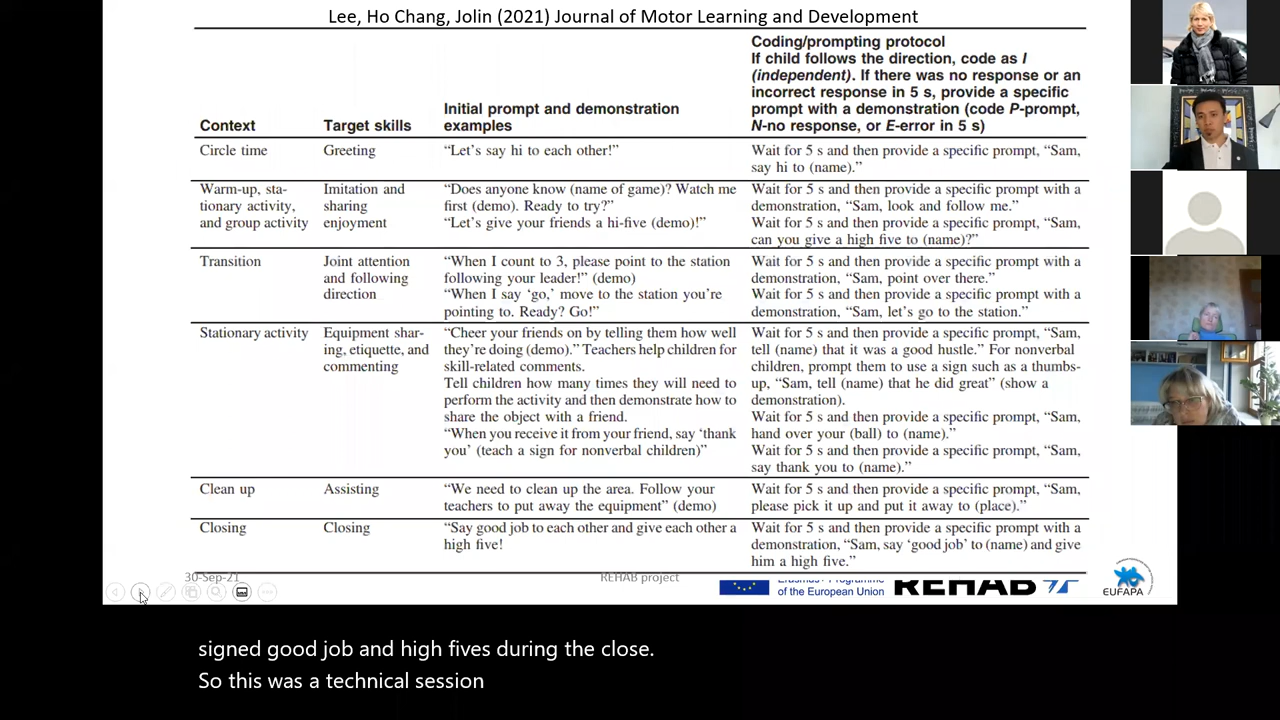 Lee, Ho Chang, Jolin (2021) Journal of Motor Learning and Development
Context
Target skills
Initial prompt and demonstration
examples
Coding/prompting protocol
If child follows the direction, code as I
(independent). If there was no response or an
incorrect response in 5 s, provide a specific
prompt with a demonstration (code P-prompt,
N-no response, or E-error in 5 s)
Circle time
Greeting
“Let’s say hi to each other!”
Wait for 5 s and then provide a specific prompt, “Sam,
say hi to (name).”
Warm-up, sta-
tionary activity,
and group activity
Imitation and
sharing
enjoyment
“Does anyone know (name of game)? Watch me
first (demo). Ready to try?”
“Let’s give your friends a hi-five (demo)!”
Wait for 5 s and then provide a specific prompt with a
demonstration, “Sam, look and follow me.”
Wait for 5 s and then provide a specific prompt, “Sam,
can you give a high five to (name)?”
Transition
Joint attention
and following
direction
“When I count to 3, please point to the station
following your leader!” (demo)
“When I say ‘go,’ move to the station you’re
pointing to. Ready? Go!”
Wait for 5 s and then provide a specific prompt with a
demonstration, “Sam, point over there.”
Wait for 5 s and then provide a specific prompt with a
demonstration, “Sam, let’s go to the station.”
Stationary activity
Equipment shar-
ing, etiquette, and
commenting
“Cheer your friends on by telling them how well
they’re doing (demo).” Teachers help children for
skill-related comments.
Tell children how many times they will need to
perform the activity and then demonstrate how to
share the object with a friend.
“When you receive it from your friend, say ‘thank
you’ (teach a sign for nonverbal children)”
Wait for 5 s and then provide a specific prompt, “Sam,
tell (name) that it was a good hustle.” For nonverbal
children, prompt them to use a sign such as a thumbs-
up, “Sam, tell (name) that he did great” (show a
demonstration).
Wait for 5 s and then provide a specific prompt, “Sam,
hand over your (ball) to (name).”
Wait for 5 s and then provide a specific prompt, “Sam,
say thank you to (name).”
Clean up
Assisting
“We need to clean up the area. Follow your
teachers to put away the equipment” (demo)
Wait for 5 s and then provide a specific prompt, “Sam,
please pick it up and put it away to (place).”
Closing
Closing
“Say good job to each other and give each other a
high five!
Wait for 5 s and then provide a specific prompt with a
demonstration, “Sam, say ‘good job’ to (name) and give
him a high five.”
30-Sep-21
REHAB project
Erasmus+ Programme
of the European Union
REHAB
EUFAPA
signed good job and high fives during the close.
So this was a technical session